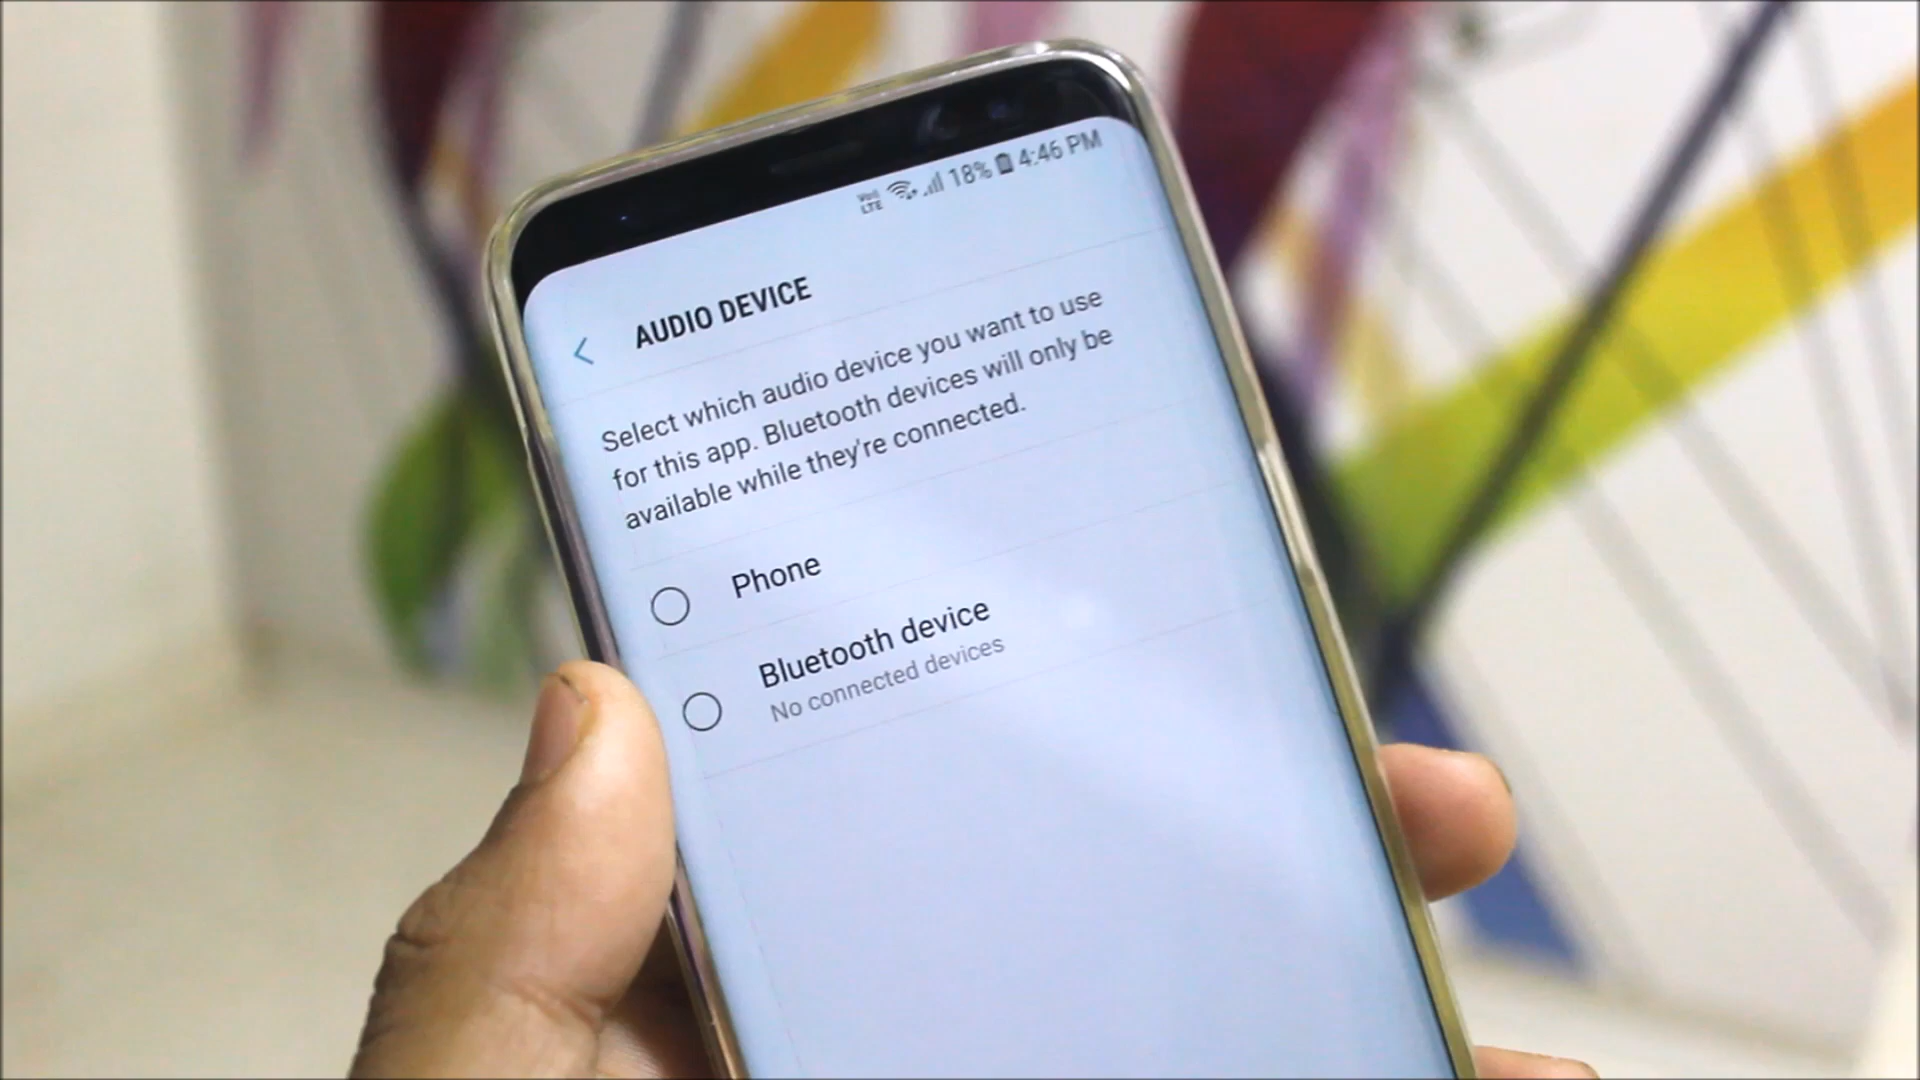 VoLTE 18% 4:46 PM
AUDIO DEVICE
Select which audio device you want to use
for this app. Bluetooth devices will only be
available while they're connected.
Phone
Bluetooth device
No connected devices